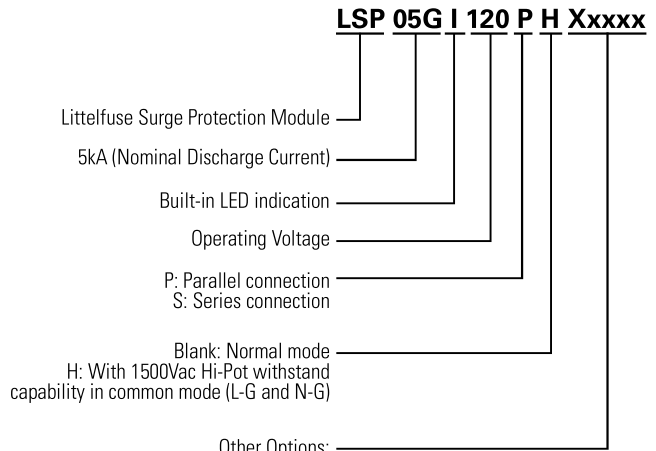 LSP 05G I 120 P H Xxxxx
Littelfuse Surge Protection Module
5kA (Nominal Discharge Current)
Built-in LED indication
Operating Voltage
P: Parallel connection
S: Series connection
Blank: Normal mode
H: With 1500Vac Hi-Pot withstand
capability in common mode (L-G and N-G)
Other Options: